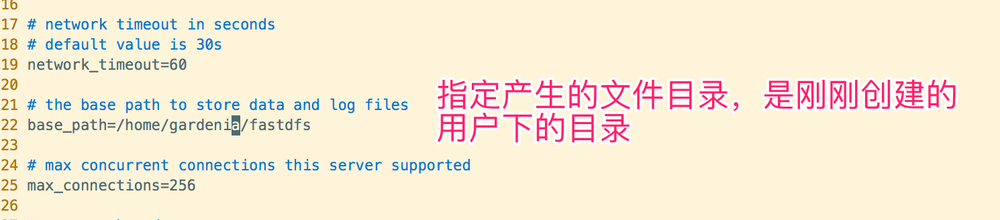 16
17 # network timeout in seconds
18 # default value is 30s
19 network_timeout=60
20
21 # the base path to store data and log files
22 base_path=/home/gardenia/fastdfs
指定产生的文件目录，是刚刚创建的
用户下的目录
23
24 # max concurrent connections this server supported
25 max_connections=256
26